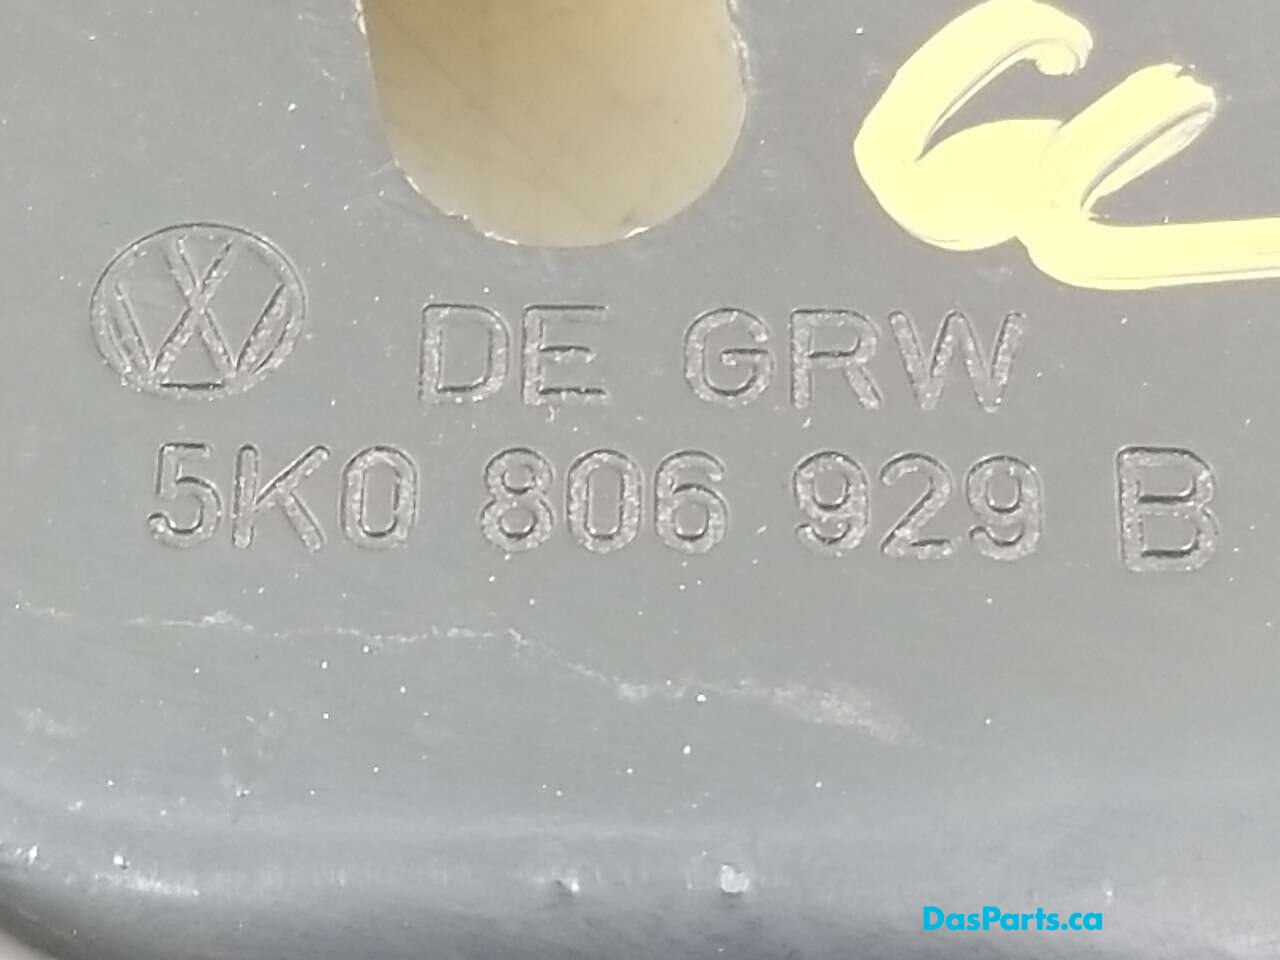 DE GRW
5K0 806 929 B
DasParts.ca